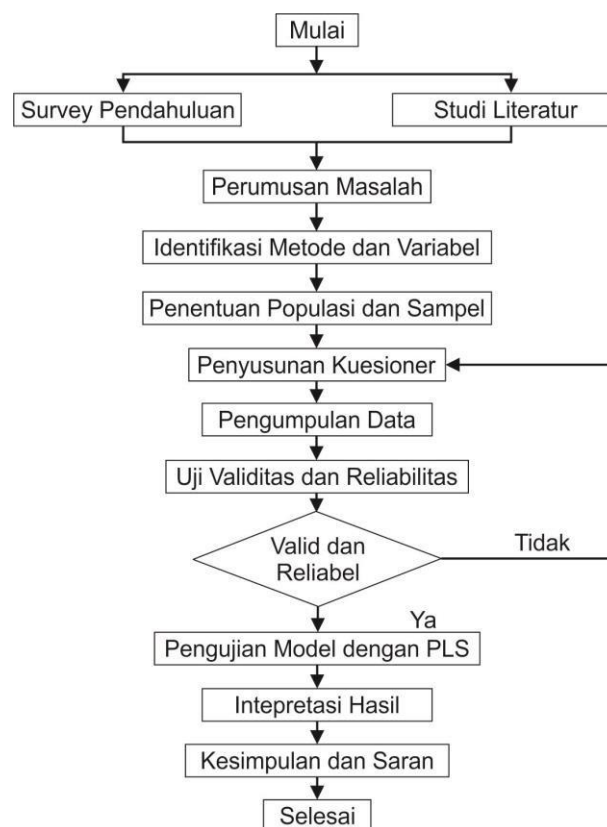 Mulai
Survey Pendahuluan
Studi Literatur
Perumusan Masalah
Identifikasi Metode dan Variabel
Penentuan Populasi dan Sampel
Penyusunan Kuesioner
Pengumpulan Data
Uji Validitas dan Reliabilitas
Valid dan
Reliabel
Tidak
Ya
Pengujian Model dengan PLS
Intepretasi Hasil
Kesimpulan dan Saran
Selesai